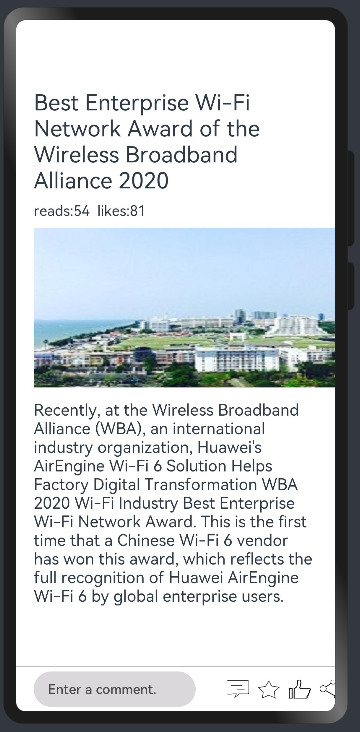 Best Enterprise Wi-Fi
Network Award of the
Wireless Broadband
Alliance 2020
reads:54 likes:81
Recently, at the Wireless Broadband
Alliance (WBA), an international
industry organization, Huawei's
AirEngine Wi-Fi 6 Solution Helps
Factory Digital Transformation WBA
2020 Wi-Fi Industry Best Enterprise
Wi-Fi Network Award. This is the first
time that a Chinese Wi-Fi 6 vendor
has won this award, which reflects the
full recognition of Huawei AirEngine
Wi-Fi 6 by global enterprise users.
Enter a comment.